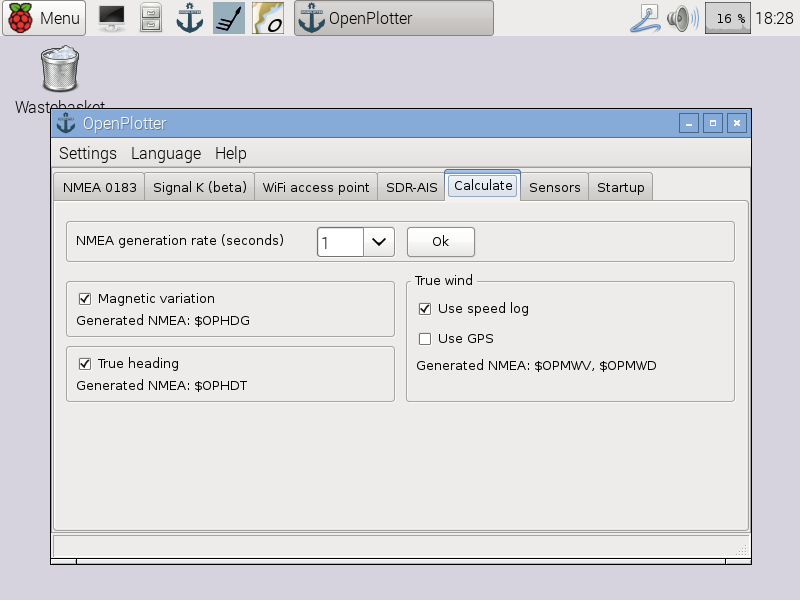 Menu
OpenPlotter
16 %
18:28
Wastebasket
OpenPlotter
Settings Language Help
NMEA 0183 Signal K (beta) WiFi access point SDR-AIS Calculate Sensors Startup
NMEA generation rate (seconds) 1 Ok
Magnetic variation
Generated NMEA: $OPHDG
True heading
Generated NMEA: $OPHDT
True wind
Use speed log
Use GPS
Generated NMEA: $OPMWV, $OPMWD